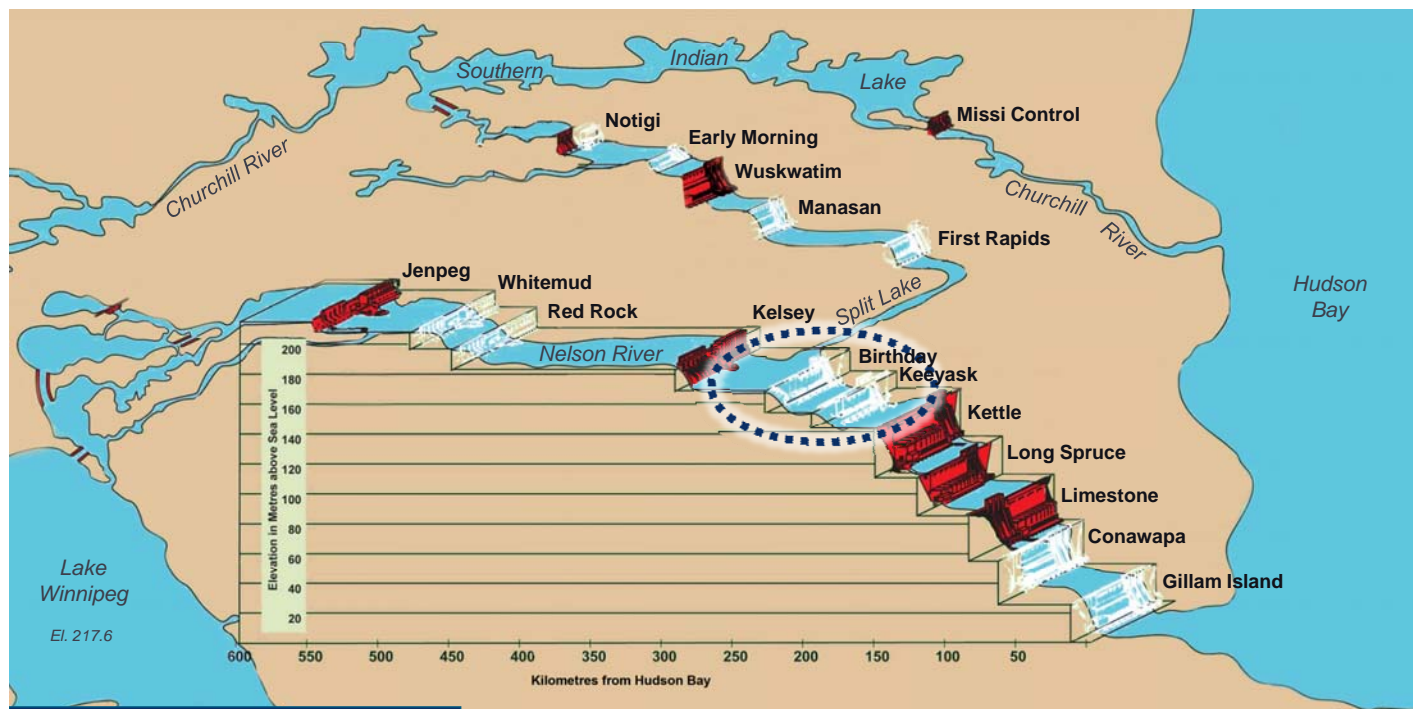 Southern
Indian
Lake
Missi Control
Notigi
Early Morning
Wuskwatim
Churchill River
Churchill
River
Manasan
First Rapids
Hudson
Bay
Jenpeg
Whitemud
Red Rock
Kelsey
Split Lake
Nelson River
Birthday
Keeyask
Kettle
Long Spruce
Limestone
Conawapa
Gillam Island
Elevation in Metres above Sea Level
200
180
160
140
120
100
80
60
40
20
Lake
Winnipeg
El. 217.6
600 550 500 450 400 350 300 250 200 150 100 50
Kilometres from Hudson Bay